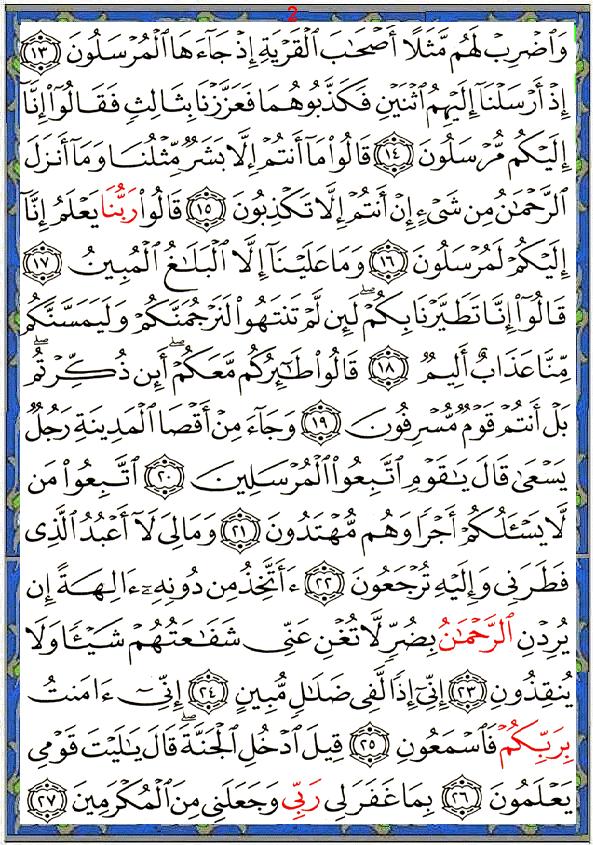 2
وَٱضۡرِبۡ لَهُم مَّثَلًا أَصۡحَٰبَ ٱلۡقَرۡيَةِ إِذۡ جَآءَهَا ٱلۡمُرۡسَلُونَ ١٣
إِذۡ أَرۡسَلۡنَآ إِلَيۡهِمُ ٱثۡنَيۡنِ فَكَذَّبُوهُمَا فَعَزَّزۡنَا بِثَالِثٖ فَقَالُوٓاْ إِنَّآ
إِلَيۡكُم مُّرۡسَلُونَ ١٤ قَالُواْ مَآ أَنتُمۡ إِلَّا بَشَرٞ مِّثۡلُنَا وَمَآ أَنزَلَ
ٱلرَّحۡمَٰنُ مِن شَيۡءٍ إِنۡ أَنتُمۡ إِلَّا تَكۡذِبُونَ ١٥ قَالُواْ رَبُّنَا يَعۡلَمُ إِنَّآ
إِلَيۡكُمۡ لَمُرۡسَلُونَ ١٦ وَمَا عَلَيۡنَآ إِلَّا ٱلۡبَلَٰغُ ٱلۡمُبِينُ ١٧
قَالُوٓاْ إِنَّا تَطَيَّرۡنَا بِكُمۡۖ لَئِن لَّمۡ تَنتَهُواْ لَنَرۡجُمَنَّكُمۡ وَلَيَمَسَّنَّكُم
مِّنَّا عَذَابٌ أَلِيمٞ ١٨ قَالُواْ طَٰٓئِرُكُم مَّعَكُمۡۖ أَئِن ذُكِّرۡتُمۖ
بَلۡ أَنتُمۡ قَوۡمٞ مُّسۡرِفُونَ ١٩ وَجَآءَ مِنۡ أَقۡصَا ٱلۡمَدِينَةِ رَجُلٞ
يَسۡعَىٰ قَالَ يَٰقَوۡمِ ٱتَّبِعُواْ ٱلۡمُرۡسَلِينَ ٢٠ ٱتَّبِعُواْ مَن
لَّا يَسۡـَٔلُكُمۡ أَجۡرٗا وَهُم مُّهۡتَدُونَ ٢١ وَمَالِيَ لَآ أَعۡبُدُ ٱلَّذِي
فَطَرَنِي وَإِلَيۡهِ تُرۡجَعُونَ ٢٢ ءَأَتَّخِذُ مِن دُونِهِۦٓ ءَالِهَةً إِن
يُرِدۡنِ ٱلرَّحۡمَٰنُ بِضُرّٖ لَّا تُغۡنِ عَنِّي شَفَٰعَتُهُمۡ شَيۡـٔٗا وَلَا
يُنقِذُونِ ٢٣ إِنِّيٓ إِذٗا لَّفِي ضَلَٰلٖ مُّبِينٍ ٢٤ إِنِّيٓ ءَامَنتُ
بِرَبِّكُمۡ فَٱسۡمَعُونِ ٢٥ قِيلَ ٱدۡخُلِ ٱلۡجَنَّةَۖ قَالَ يَٰلَيۡتَ قَوۡمِي
يَعۡلَمُونَ ٢٦ بِمَا غَفَرَ لِي رَبِّي وَجَعَلَنِي مِنَ ٱلۡمُكۡرَمِينَ ٢٧